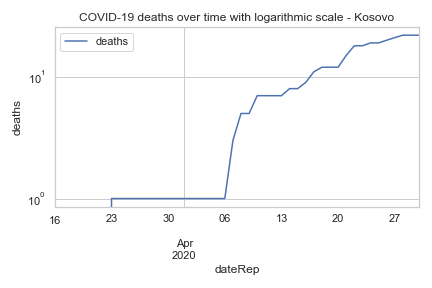 COVID-19 deaths over time with logarithmic scale - Kosovo
deaths
10¹
deaths
10⁰
16 23 30 06 13 20 27
Apr
2020
dateRep